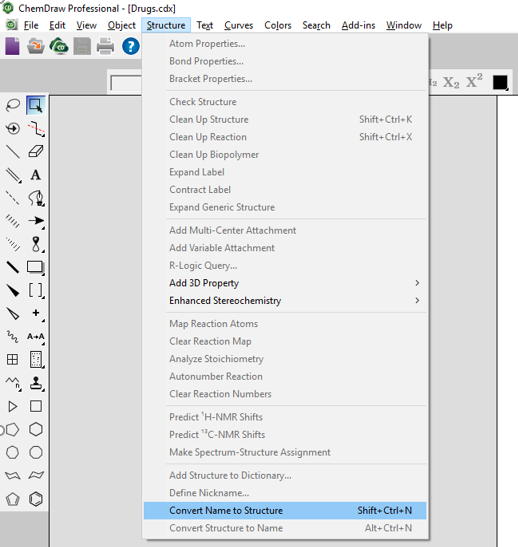 ChemDraw Professional - [Drugs.cdx]
File Edit View Object Structure Text Curves Colors Search Add-ins Window Help
Atom Properties...
Bond Properties...
Bracket Properties...
X₂ X²
Check Structure
Clean Up Structure Shift+Ctrl+K
Clean Up Reaction Shift+Ctrl+X
Clean Up Biopolymer
Expand Label
A
Contract Label
Expand Generic Structure
Add Multi-Center Attachment
Add Variable Attachment
R-Logic Query...
Add 3D Property
Enhanced Stereochemistry
Map Reaction Atoms
Clear Reaction Map
A→A
Analyze Stoichiometry
Autonumber Reaction
Clear Reaction Numbers
Predict ¹H-NMR Shifts
Predict ¹³C-NMR Shifts
Make Spectrum-Structure Assignment
Add Structure to Dictionary...
Define Nickname...
Convert Name to Structure Shift+Ctrl+N
Convert Structure to Name Alt+Ctrl+N